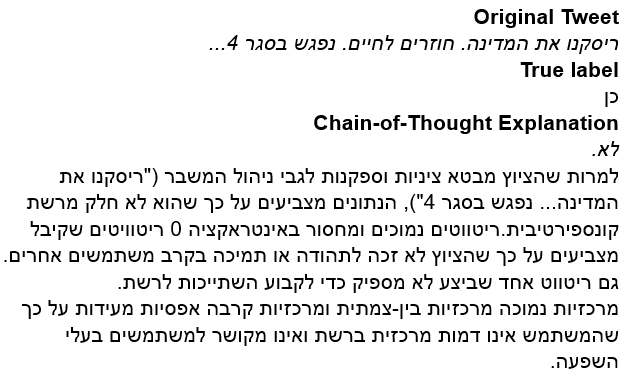 Original Tweet
ריסקנו את המדינה. חוזרים לחיים. נפגש בסגר 4...
True label
כן
Chain-of-Thought Explanation
לא.
למרות שהציוץ מבטא ציניות וספקנות לגבי ניהול המשבר ("ריסקנו את
המדינה... נפגש בסגר 4"), הנתונים מצביעים על כך שהוא לא חלק מרשת
קונספירטיבית.ריטווטים נמוכים ומחסור באינטראקציה 0 ריטוויטים שקיבל
מצביעים על כך שהציוץ לא זכה לתהודה או תמיכה בקרב משתמשים אחרים.
גם ריטווט אחד שביצע לא מספיק כדי לקבוע השתייכות לרשת.
מרכזיות נמוכה מרכזיות בין-צמתית ומרכזיות קרבה אפסיות מעידות על כך
שהמשתמש אינו דמות מרכזית ברשת ואינו מקושר למשתמשים בעלי
השפעה.